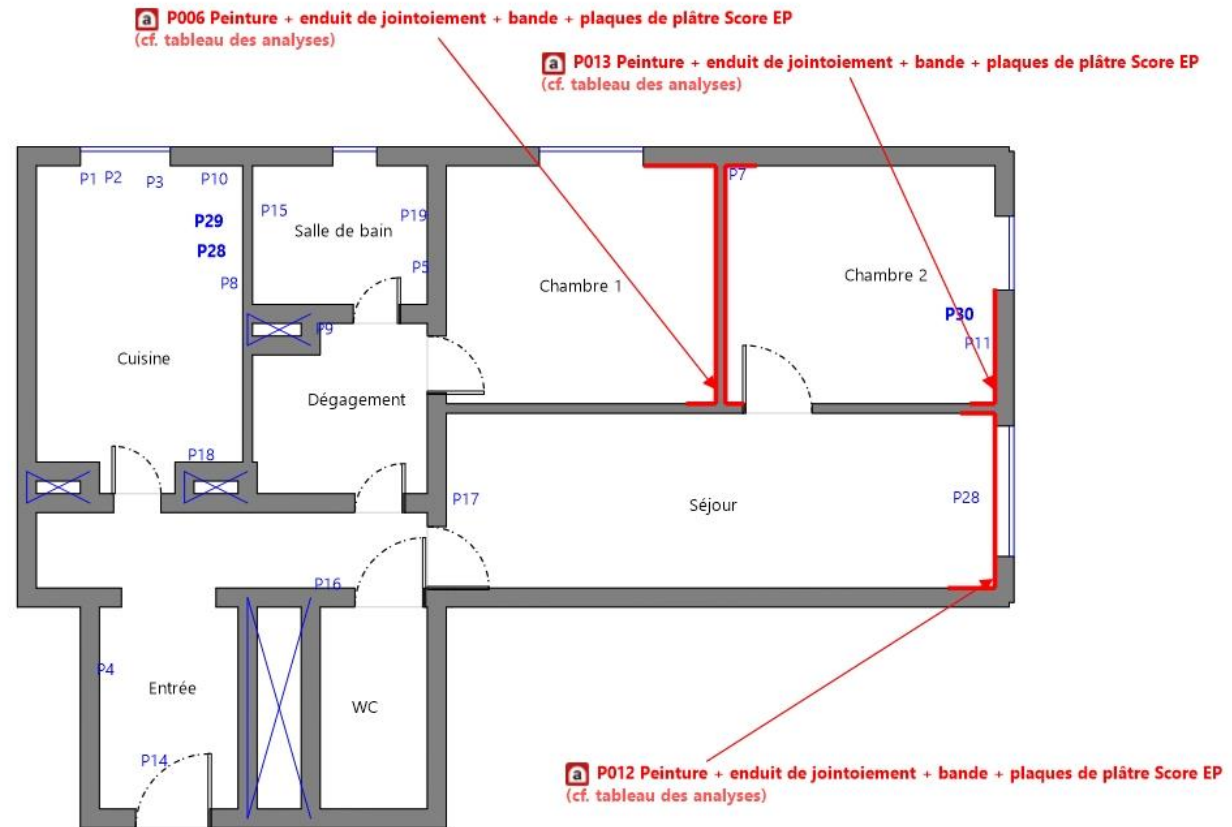 a P006 Peinture + enduit de jointoiement + bande + plaques de plâtre Score EP
(cf. tableau des analyses)
a P013 Peinture + enduit de jointoiement + bande + plaques de plâtre Score EP
(cf. tableau des analyses)
P1 P2 P3 P10
P7
P15
P19
P29
Salle de bain
P28
P5
P8
Chambre 1
Chambre 2
P30
P9
P11
Cuisine
Dégagement
P18
P17
P28
Séjour
P16
P4
Entrée
WC
P14
a P012 Peinture + enduit de jointoiement + bande + plaques de plâtre Score EP
(cf. tableau des analyses)